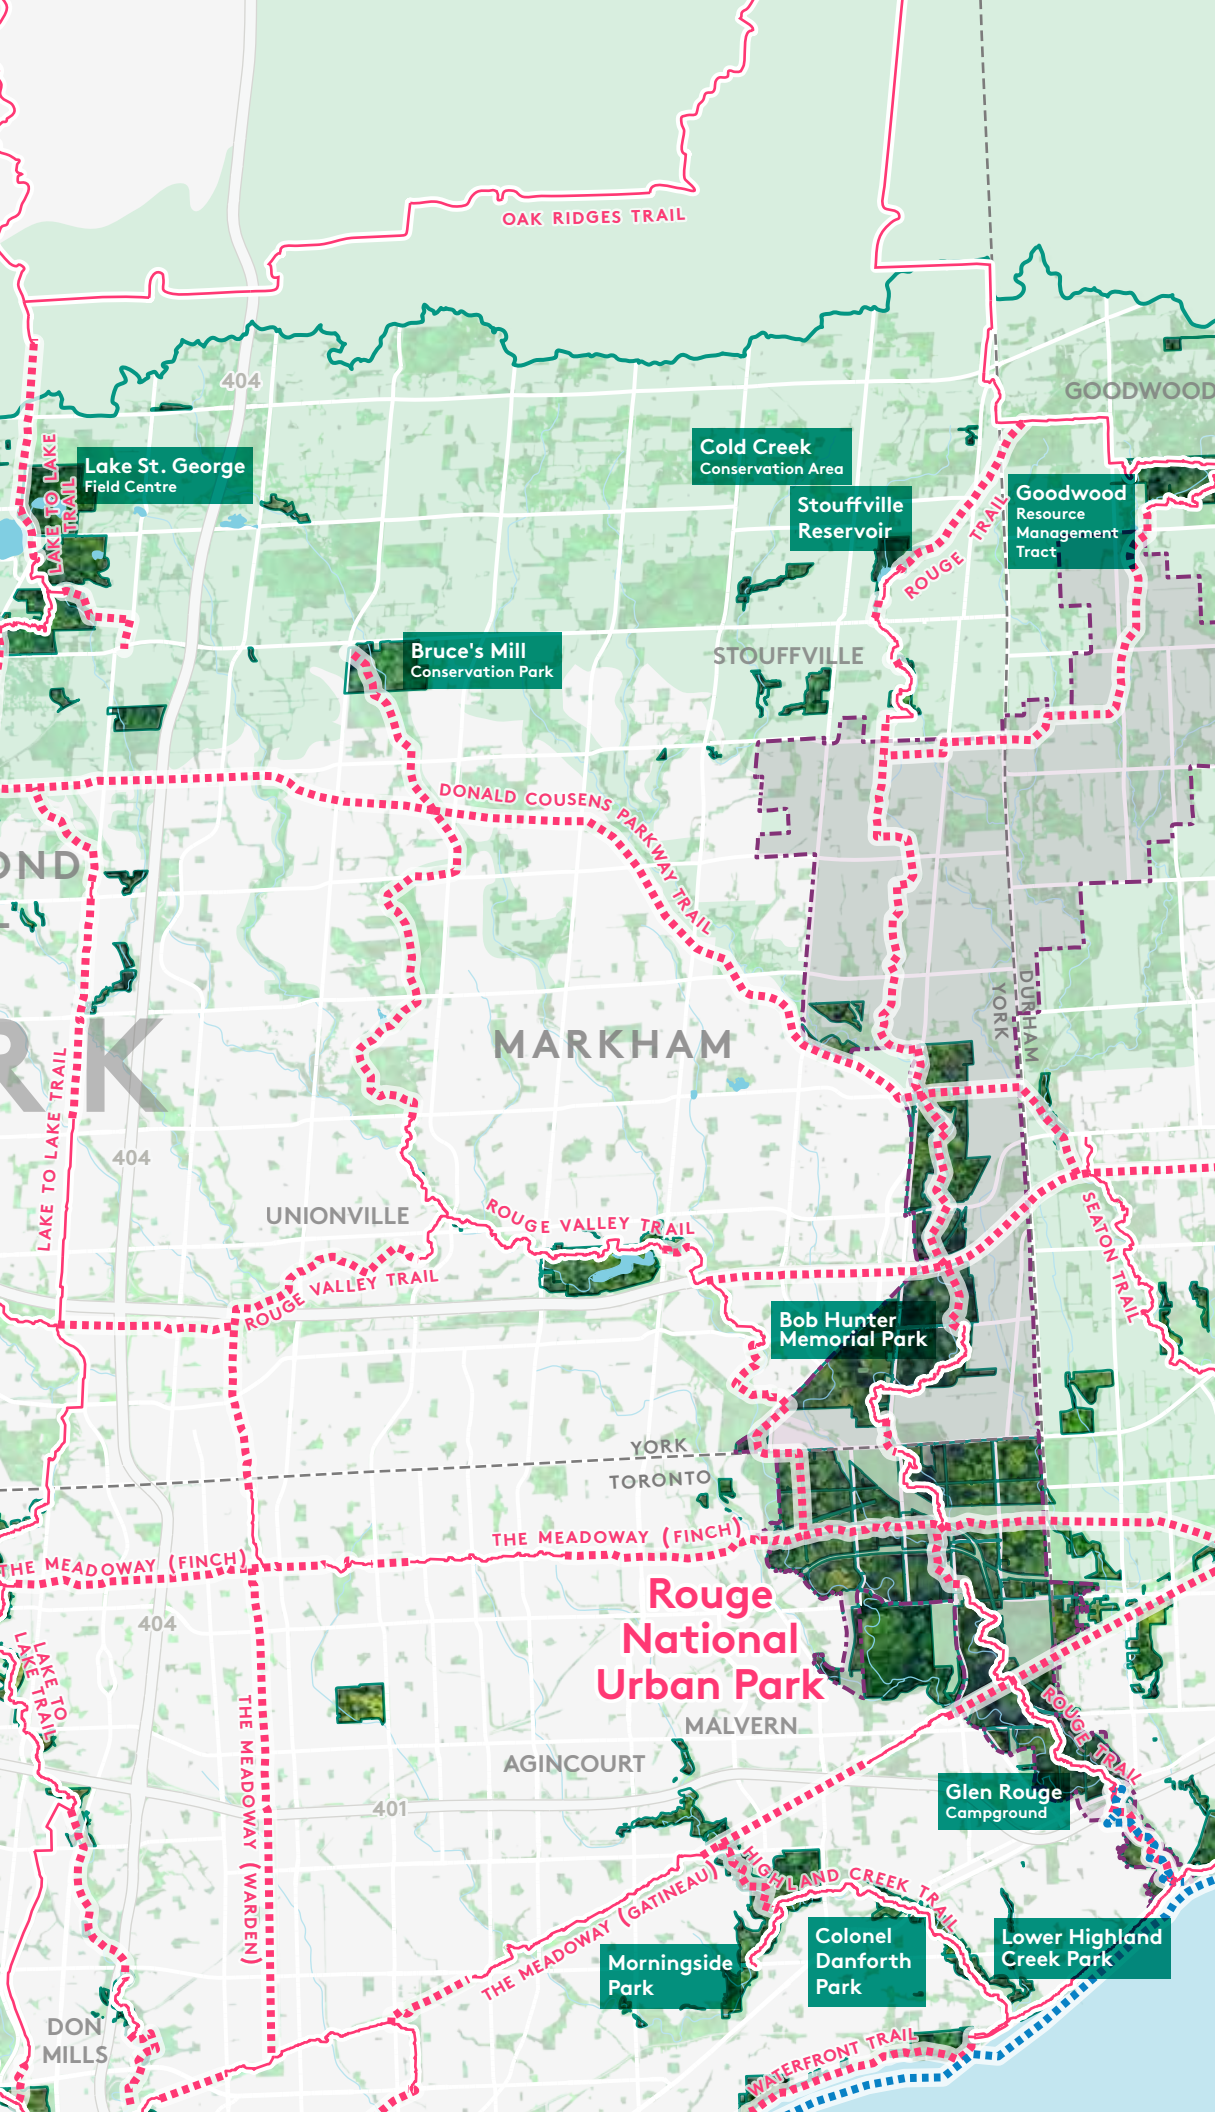 OAK RIDGES TRAIL
404
GOODWOOD
Lake St. George
Field Centre
LAKE TO LAKE
TRAIL
Cold Creek
Conservation Area
Stouffville
Reservoir
Goodwood
Resource
Management
Tract
ROUGE TRAIL
Bruce's Mill
Conservation Park
STOUFFVILLE
DONALD COUSENS PARKWAY TRAIL
OND
RK
MARKHAM
YORK
DURHAM
LAKE TO LAKE TRAIL
404
UNIONVILLE
ROUGE VALLEY TRAIL
ROUGE VALLEY TRAIL
SEATON TRAIL
Bob Hunter
Memorial Park
YORK
TORONTO
THE MEADOWAY (FINCH)
THE MEADOWAY (FINCH)
404
LAKE TO
LAKE TRAIL
Rouge
National
Urban Park
MALVERN
ROUGE TRAIL
THE MEADOWAY (WARDEN)
AGINCOURT
401
Glen Rouge
Campground
HIGHLAND CREEK TRAIL
THE MEADOWAY (GATINEAU)
Morningside
Park
Colonel
Danforth
Park
Lower Highland
Creek Park
DON
MILLS
WATERFRONT TRAIL